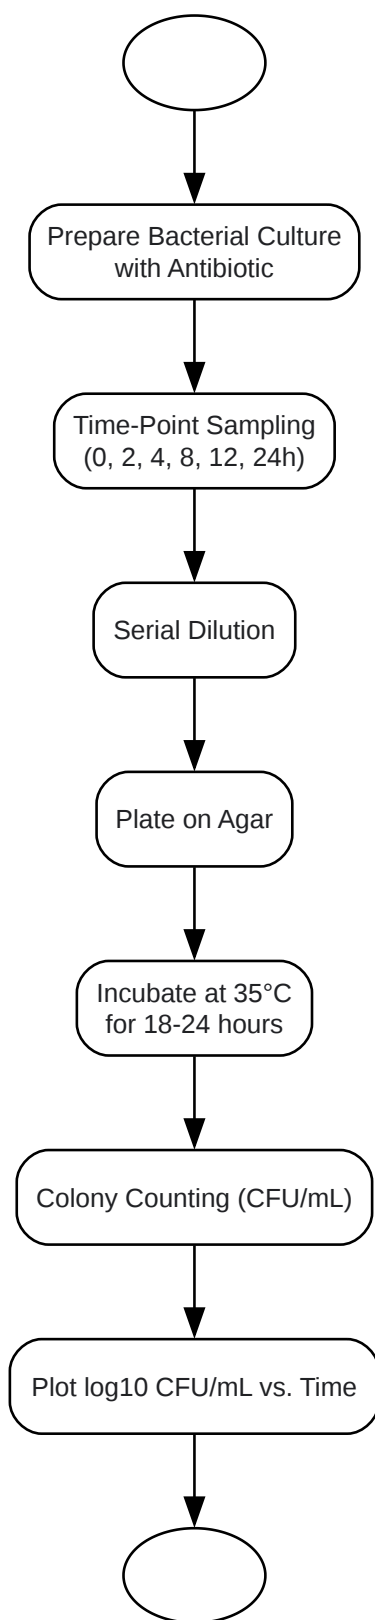 Prepare Bacterial Culture
with Antibiotic
Time-Point Sampling
(0, 2, 4, 8, 12, 24h)
Serial Dilution
Plate on Agar
Incubate at 35°C
for 18-24 hours
Colony Counting (CFU/mL)
Plot log10 CFU/mL vs. Time